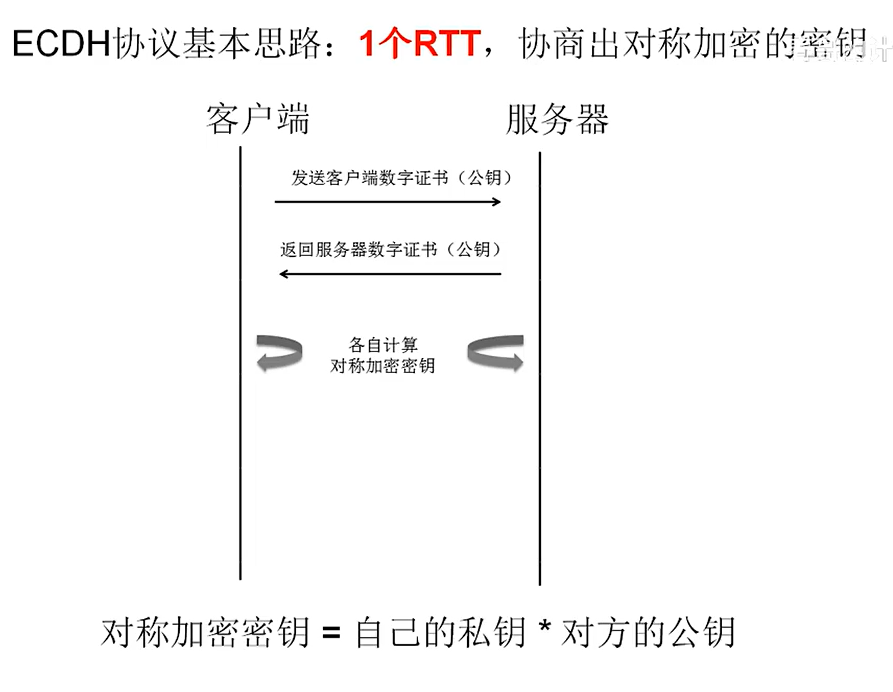 ECDH协议基本思路：1个RTT，协商出对称加密的密钥
客户端 服务器
发送客户端数字证书（公钥）
返回服务器数字证书（公钥）
各自计算
对称加密密钥
对称加密密钥 = 自己的私钥 * 对方的公钥